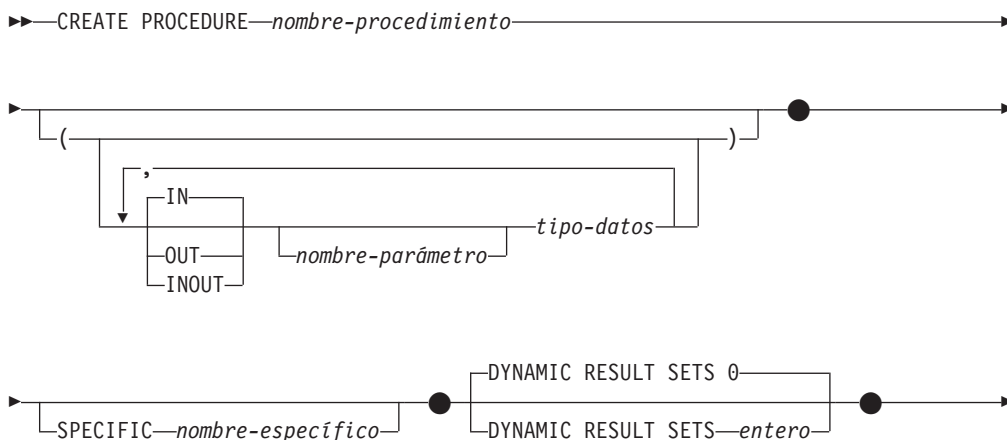 CREATE PROCEDURE nombre-procedimiento
( )
,
IN
tipo-datos
OUT nombre-parámetro
INOUT
DYNAMIC RESULT SETS 0
SPECIFIC nombre-específico DYNAMIC RESULT SETS entero